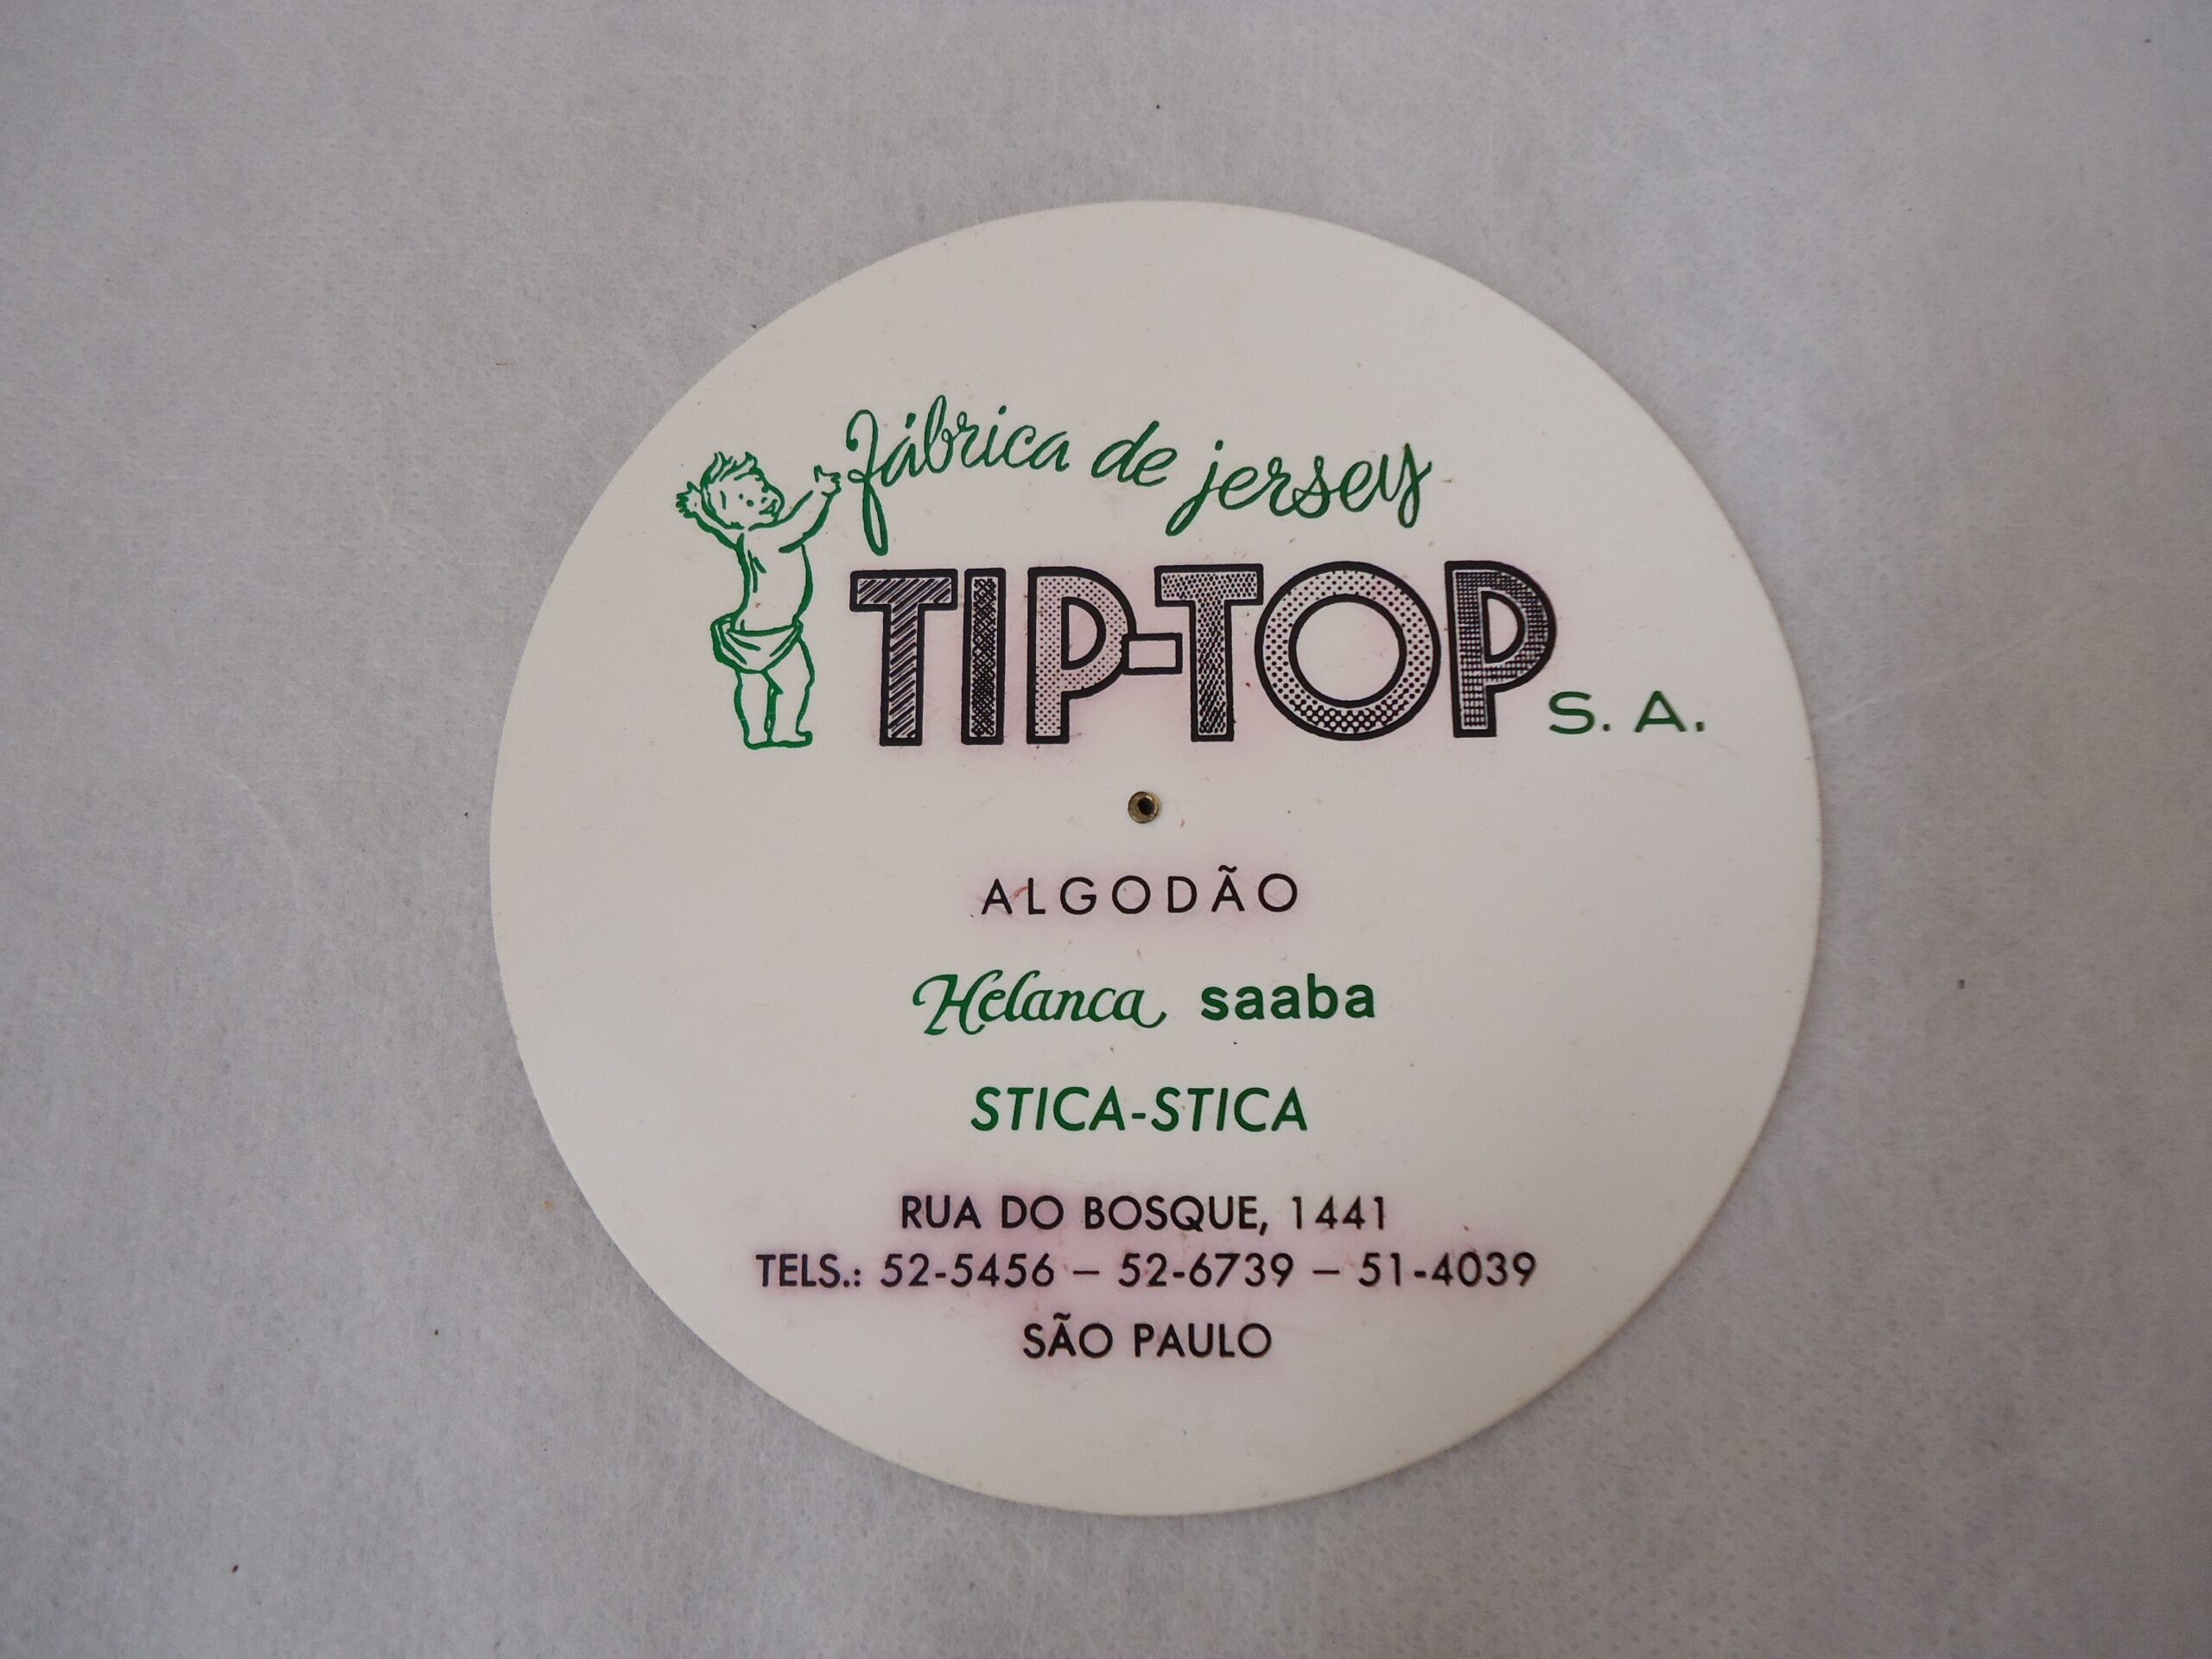 fábrica de jersey
TIP-TOP S. A.
ALGODÃO
Helanca saaba
STICA-STICA
RUA DO BOSQUE, 1441
TELS.: 52-5456 – 52-6739 – 51-4039
SÃO PAULO